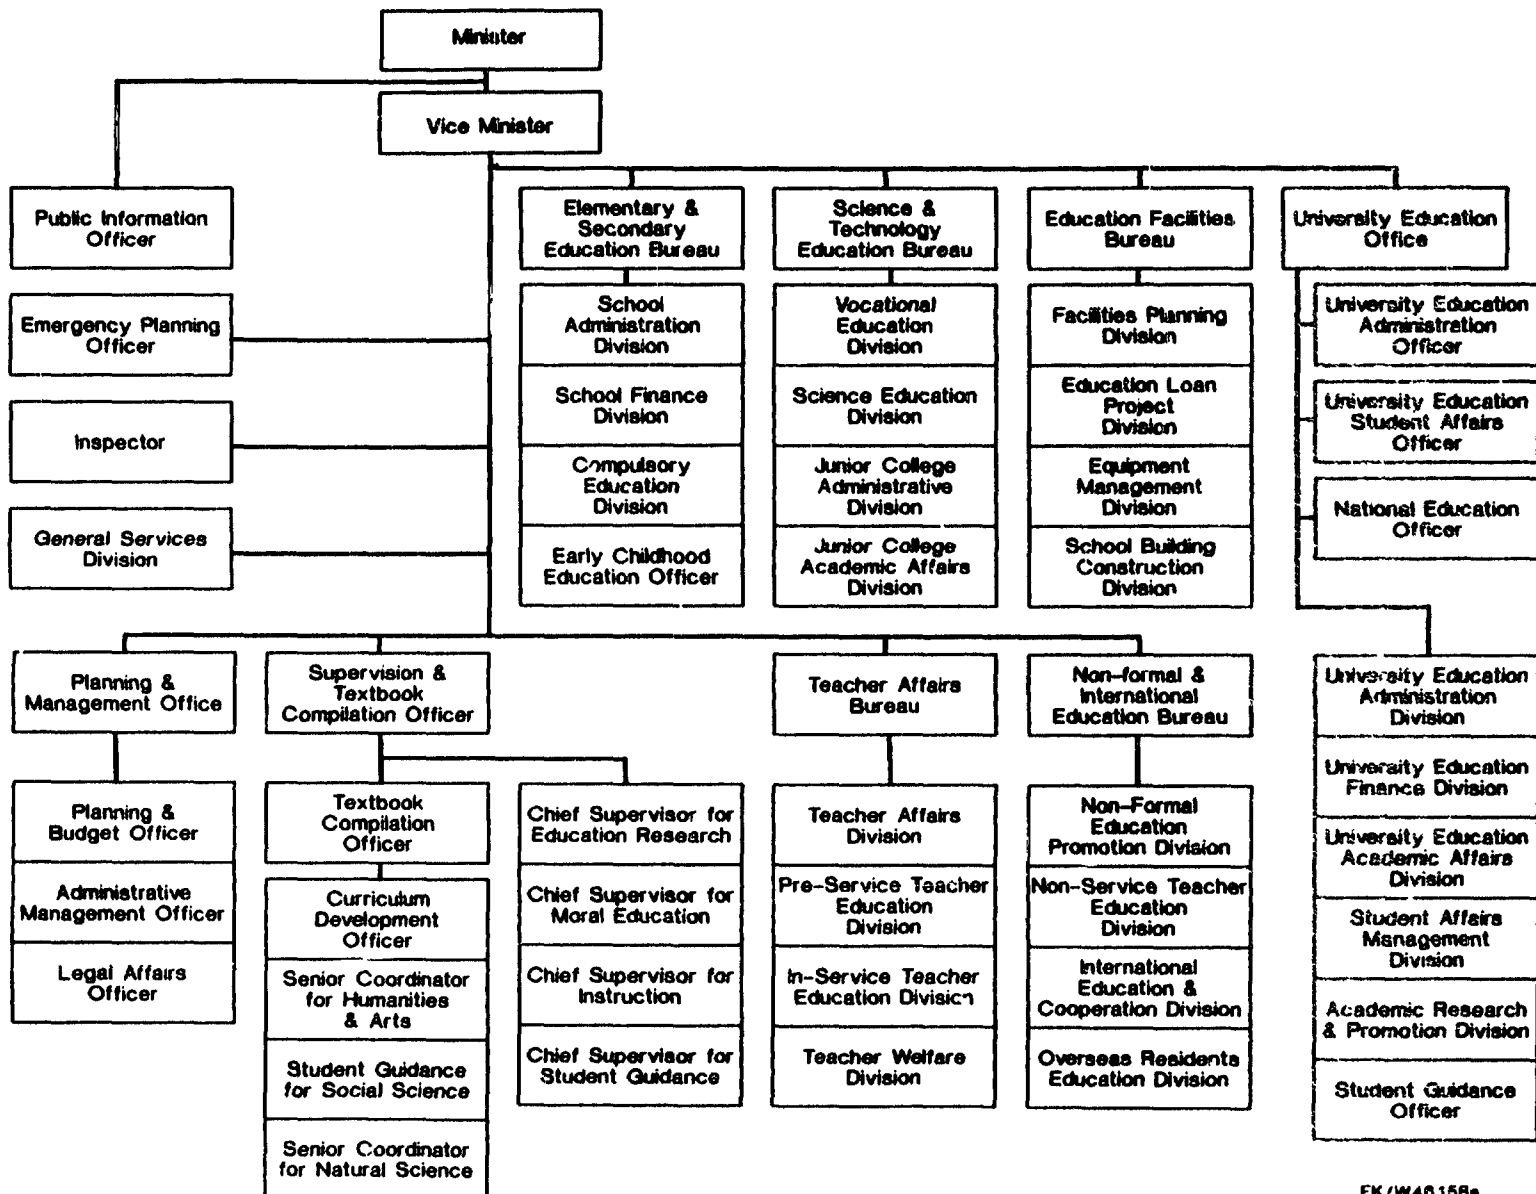 Minister
Vice Minister
Public Information
Officer
Emergency Planning
Officer
Inspector
General Services
Division
Elementary &
Secondary
Education Bureau
School
Administration
Division
School Finance
Division
Compulsory
Education
Division
Early Childhood
Education Officer
Science &
Technology
Education Bureau
Vocational
Education
Division
Science Education
Division
Junior College
Administrative
Division
Junior College
Academic Affairs
Division
Education Facilities
Bureau
Facilities Planning
Division
Education Loan
Project
Division
Equipment
Management
Division
School Building
Construction
Division
University Education
Office
University Education
Administration
Officer
University Education
Student Affairs
Officer
National Education
Officer
Planning &
Management Office
Planning &
Budget Officer
Administrative
Management Officer
Legal Affairs
Officer
Supervision &
Textbook
Compilation Officer
Textbook
Compilation
Officer
Curriculum
Development
Officer
Senior Coordinator
for Humanities
& Arts
Student Guidance
for Social Science
Senior Coordinator
for Natural Science
Chief Supervisor for
Education Research
Chief Supervisor
for Moral Education
Chief Supervisor
for Instruction
Chief Supervisor for
Student Guidance
Teacher Affairs
Bureau
Teacher Affairs
Division
Pre-Service Teacher
Education
Division
In-Service Teacher
Education Division
Teacher Welfare
Division
Non-formal &
International
Education Bureau
Non-Formal
Education
Promotion Division
Non-Service Teacher
Education
Division
International
Education &
Cooperation Division
Overseas Residents
Education Division
University Education
Administration
Division
University Education
Finance Division
University Education
Academic Affairs
Division
Student Affairs
Management
Division
Academic Research
& Promotion Division
Student Guidance
Officer